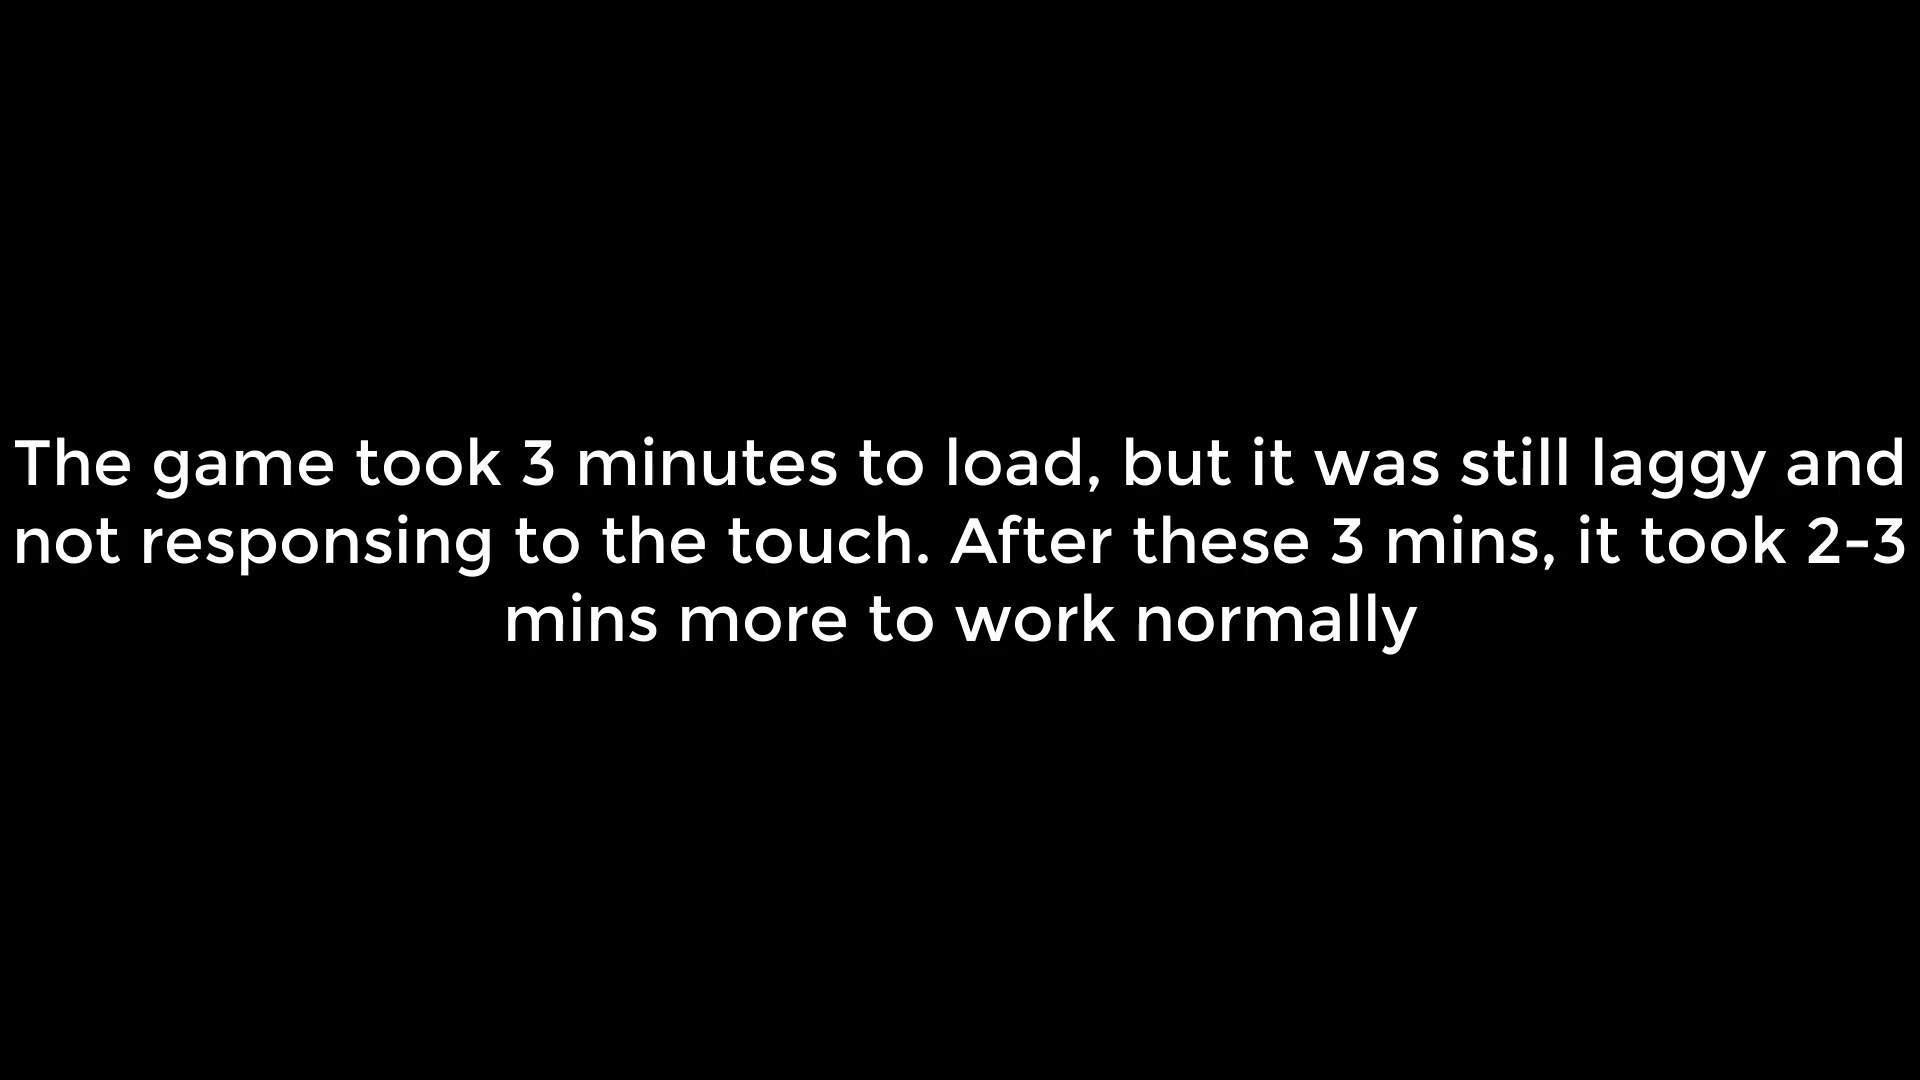 The game took 3 minutes to load, but it was still laggy and
not responsing to the touch. After these 3 mins, it took 2-3
mins more to work normally